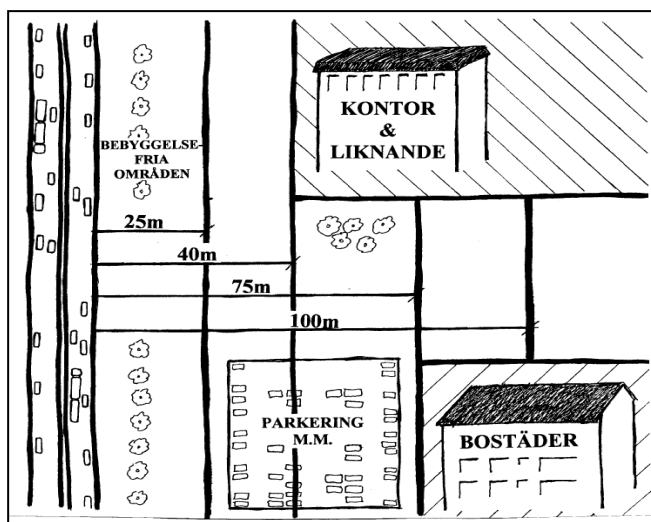 KONTOR
&
LIKNANDE
BEBYGGELSE-
FRIA
OMRÅDEN
25m
40m
75m
100m
PARKERING
M.M.
BOSTÄDER